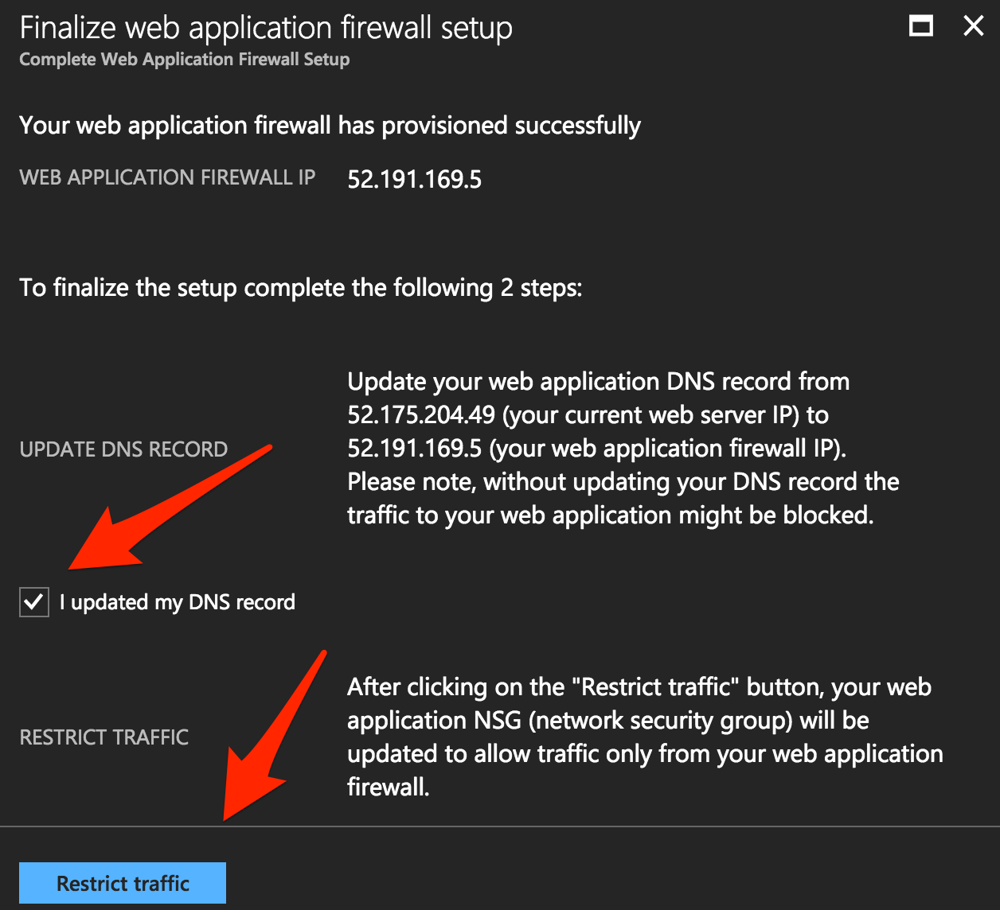 Finalize web application firewall setup
Complete Web Application Firewall Setup
Your web application firewall has provisioned successfully
WEB APPLICATION FIREWALL IP 52.191.169.5
To finalize the setup complete the following 2 steps:
UPDATE DNS RECORD
Update your web application DNS record from
52.175.204.49 (your current web server IP) to
52.191.169.5 (your web application firewall IP).
Please note, without updating your DNS record the
traffic to your web application might be blocked.
I updated my DNS record
RESTRICT TRAFFIC
After clicking on the "Restrict traffic" button, your web
application NSG (network security group) will be
updated to allow traffic only from your web application
firewall.
Restrict traffic